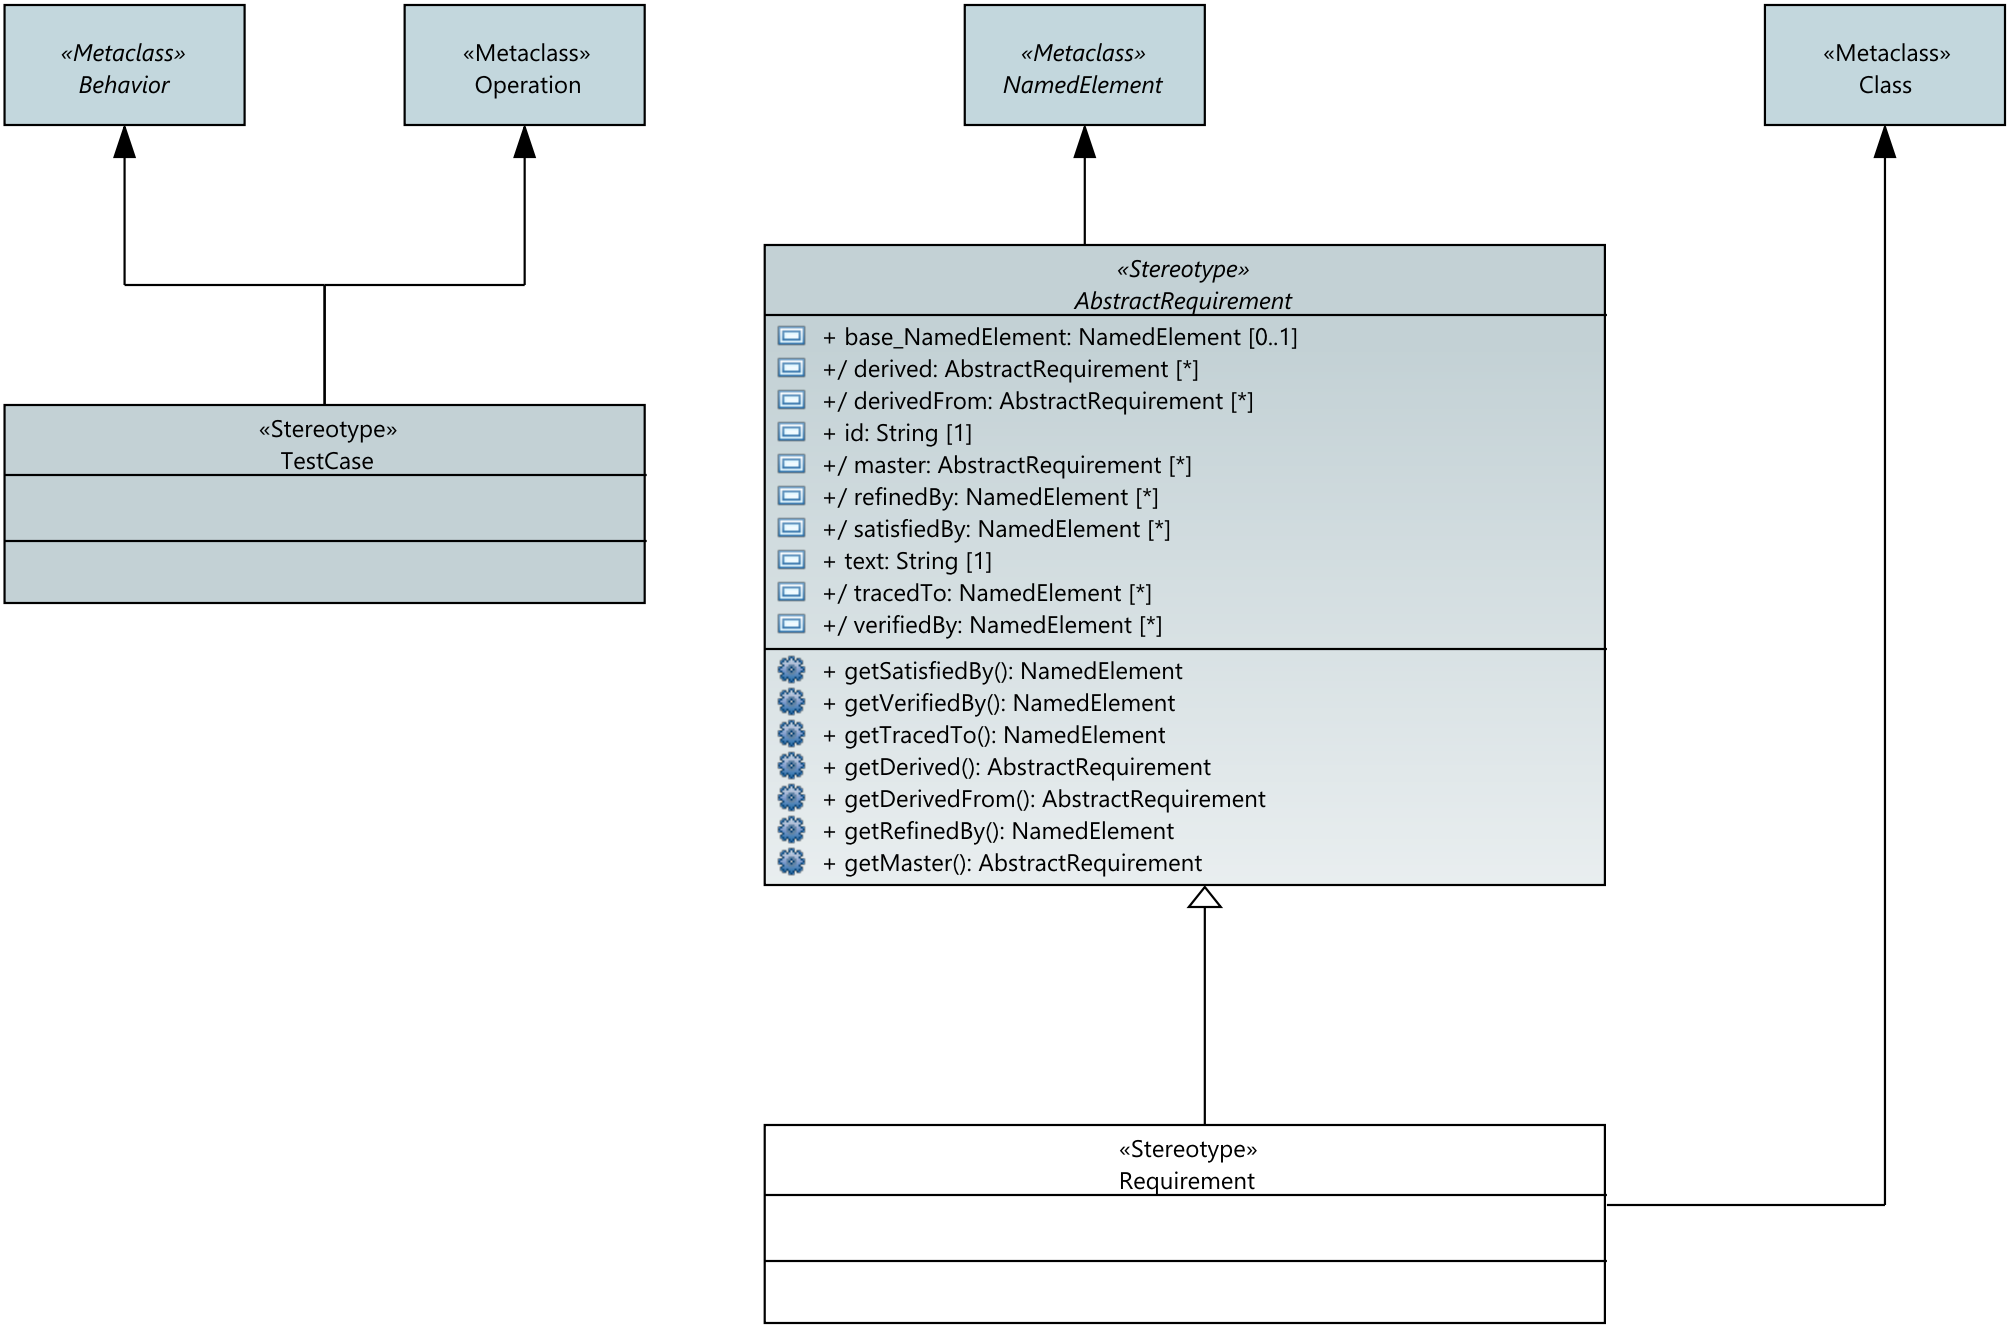 «Metaclass»
Behavior
«Metaclass»
Operation
«Metaclass»
NamedElement
«Metaclass»
Class
«Stereotype»
TestCase
«Stereotype»
AbstractRequirement
+ base_NamedElement: NamedElement [0..1]
+/ derived: AbstractRequirement [*]
+/ derivedFrom: AbstractRequirement [*]
+ id: String [1]
+/ master: AbstractRequirement [*]
+/ refinedBy: NamedElement [*]
+/ satisfiedBy: NamedElement [*]
+ text: String [1]
+/ tracedTo: NamedElement [*]
+/ verifiedBy: NamedElement [*]
+ getSatisfiedBy(): NamedElement
+ getVerifiedBy(): NamedElement
+ getTracedTo(): NamedElement
+ getDerived(): AbstractRequirement
+ getDerivedFrom(): AbstractRequirement
+ getRefinedBy(): NamedElement
+ getMaster(): AbstractRequirement
«Stereotype»
Requirement